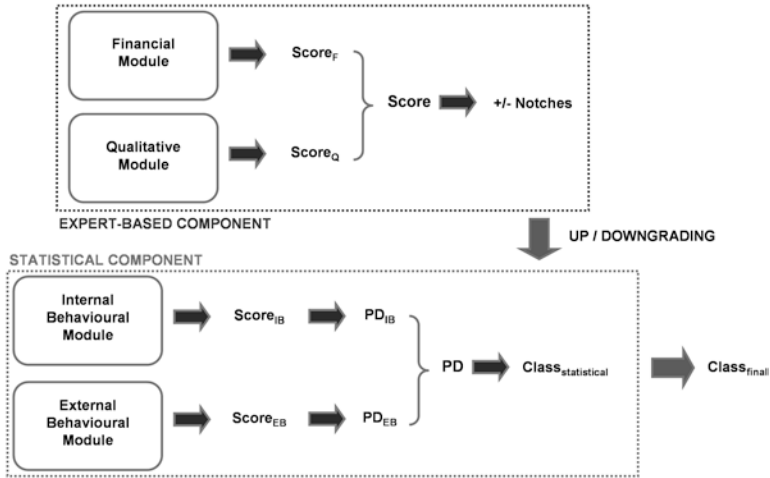 Financial
Module
Score_F
Qualitative
Module
Score_Q
Score
+/- Notches
EXPERT-BASED COMPONENT
UP / DOWNGRADING
STATISTICAL COMPONENT
Internal
Behavioural
Module
Score_IB
PD_IB
External
Behavioural
Module
Score_EB
PD_EB
PD
Class_statistical
Class_finall